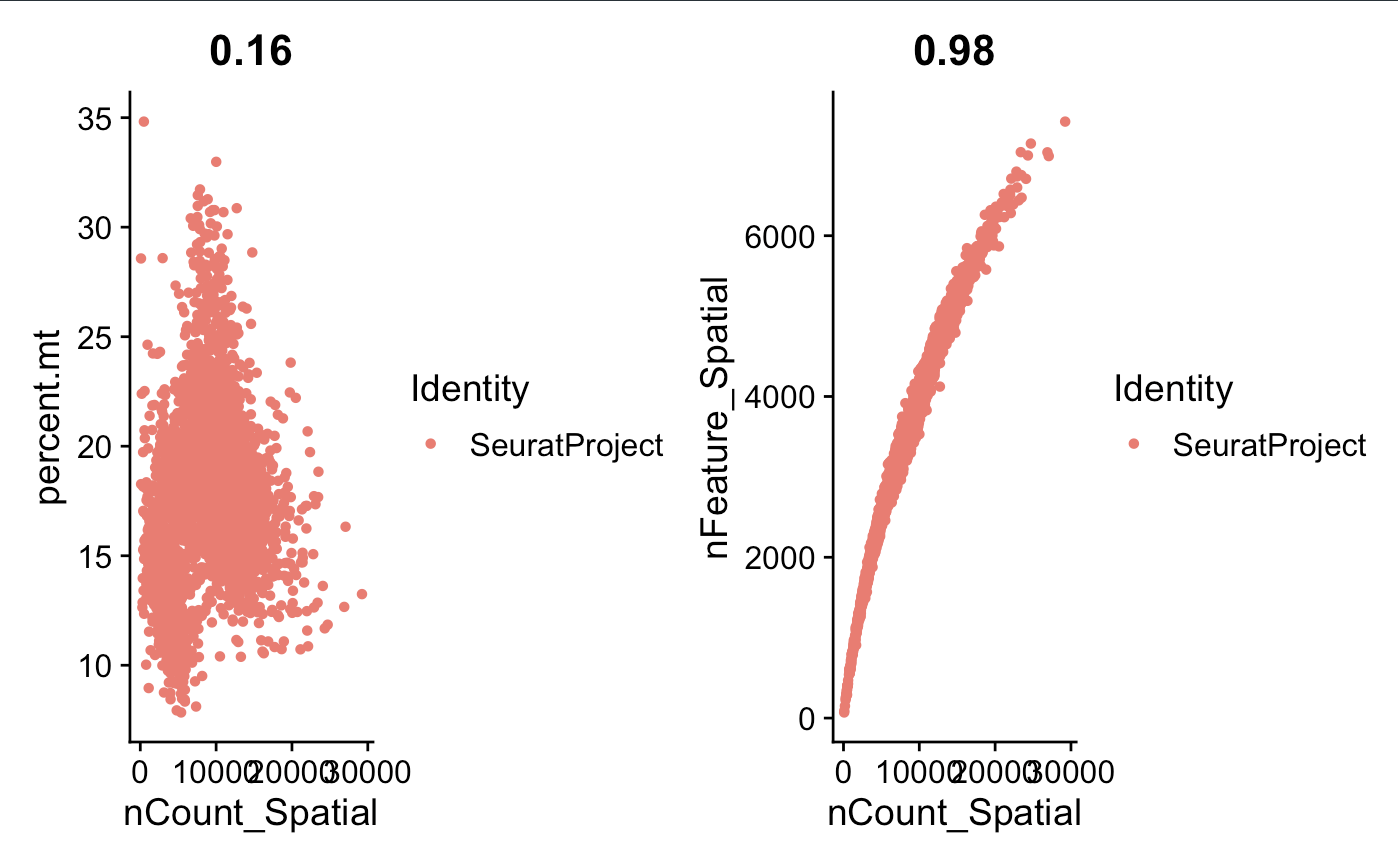 0.16
percent.mt
35
30
25
20
15
10
0 10000 20000 30000
nCount_Spatial
Identity
SeuratProject
0.98
nFeature_Spatial
6000
4000
2000
0
0 10000 20000 30000
nCount_Spatial
Identity
SeuratProject